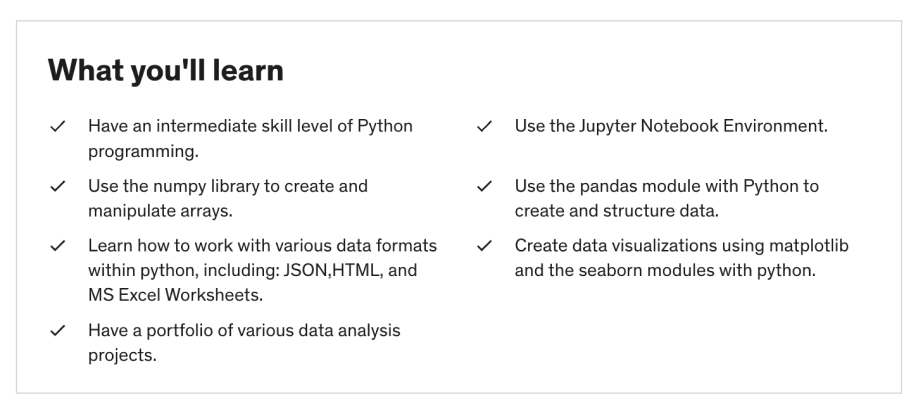 What you'll learn
Have an intermediate skill level of Python
programming.
Use the Jupyter Notebook Environment.
Use the numpy library to create and
manipulate arrays.
Use the pandas module with Python to
create and structure data.
Learn how to work with various data formats
within python, including: JSON,HTML, and
MS Excel Worksheets.
Create data visualizations using matplotlib
and the seaborn modules with python.
Have a portfolio of various data analysis
projects.